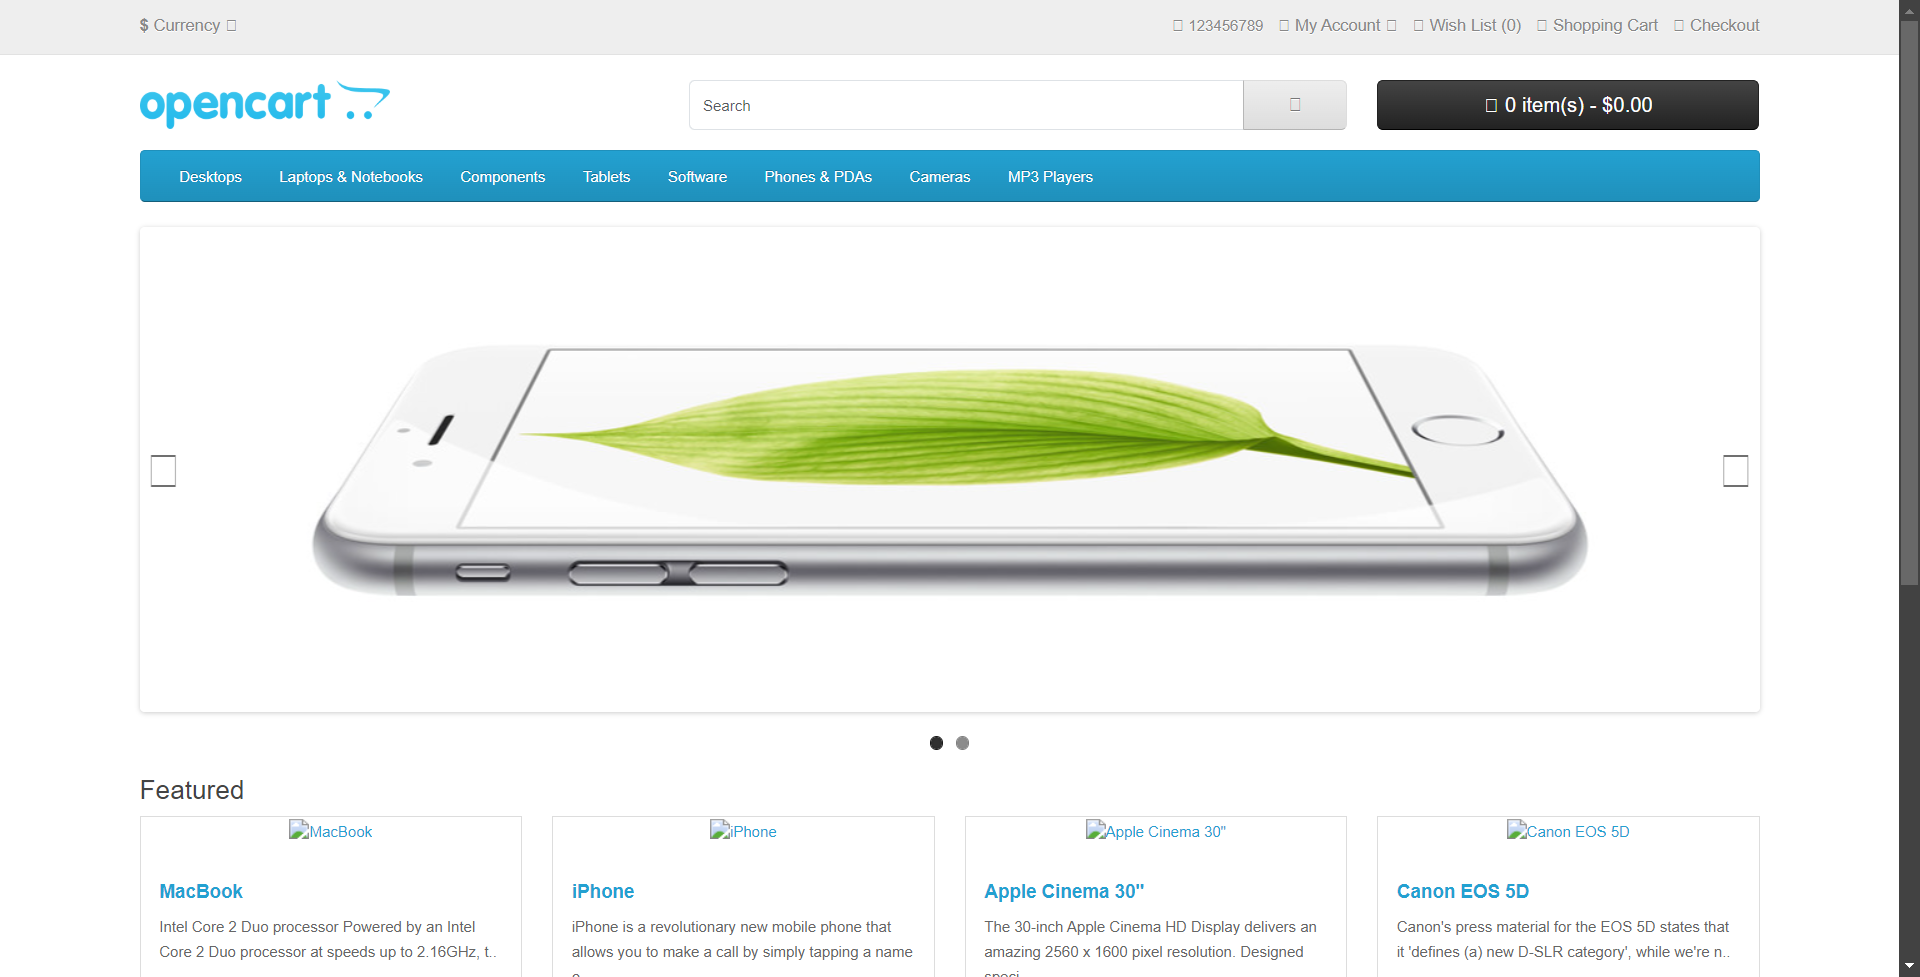 $ Currency
123456789 My Account Wish List (0) Shopping Cart Checkout
opencart
Search
0 item(s) - $0.00
Desktops Laptops & Notebooks Components Tablets Software Phones & PDAs Cameras MP3 Players
Featured
MacBook
MacBook
Intel Core 2 Duo processor Powered by an Intel
Core 2 Duo processor at speeds up to 2.16GHz, t..
iPhone
iPhone
iPhone is a revolutionary new mobile phone that
allows you to make a call by simply tapping a name
Apple Cinema 30"
Apple Cinema 30"
The 30-inch Apple Cinema HD Display delivers an
amazing 2560 x 1600 pixel resolution. Designed
Canon EOS 5D
Canon EOS 5D
Canon's press material for the EOS 5D states that
it 'defines (a) new D-SLR category', while we're n..